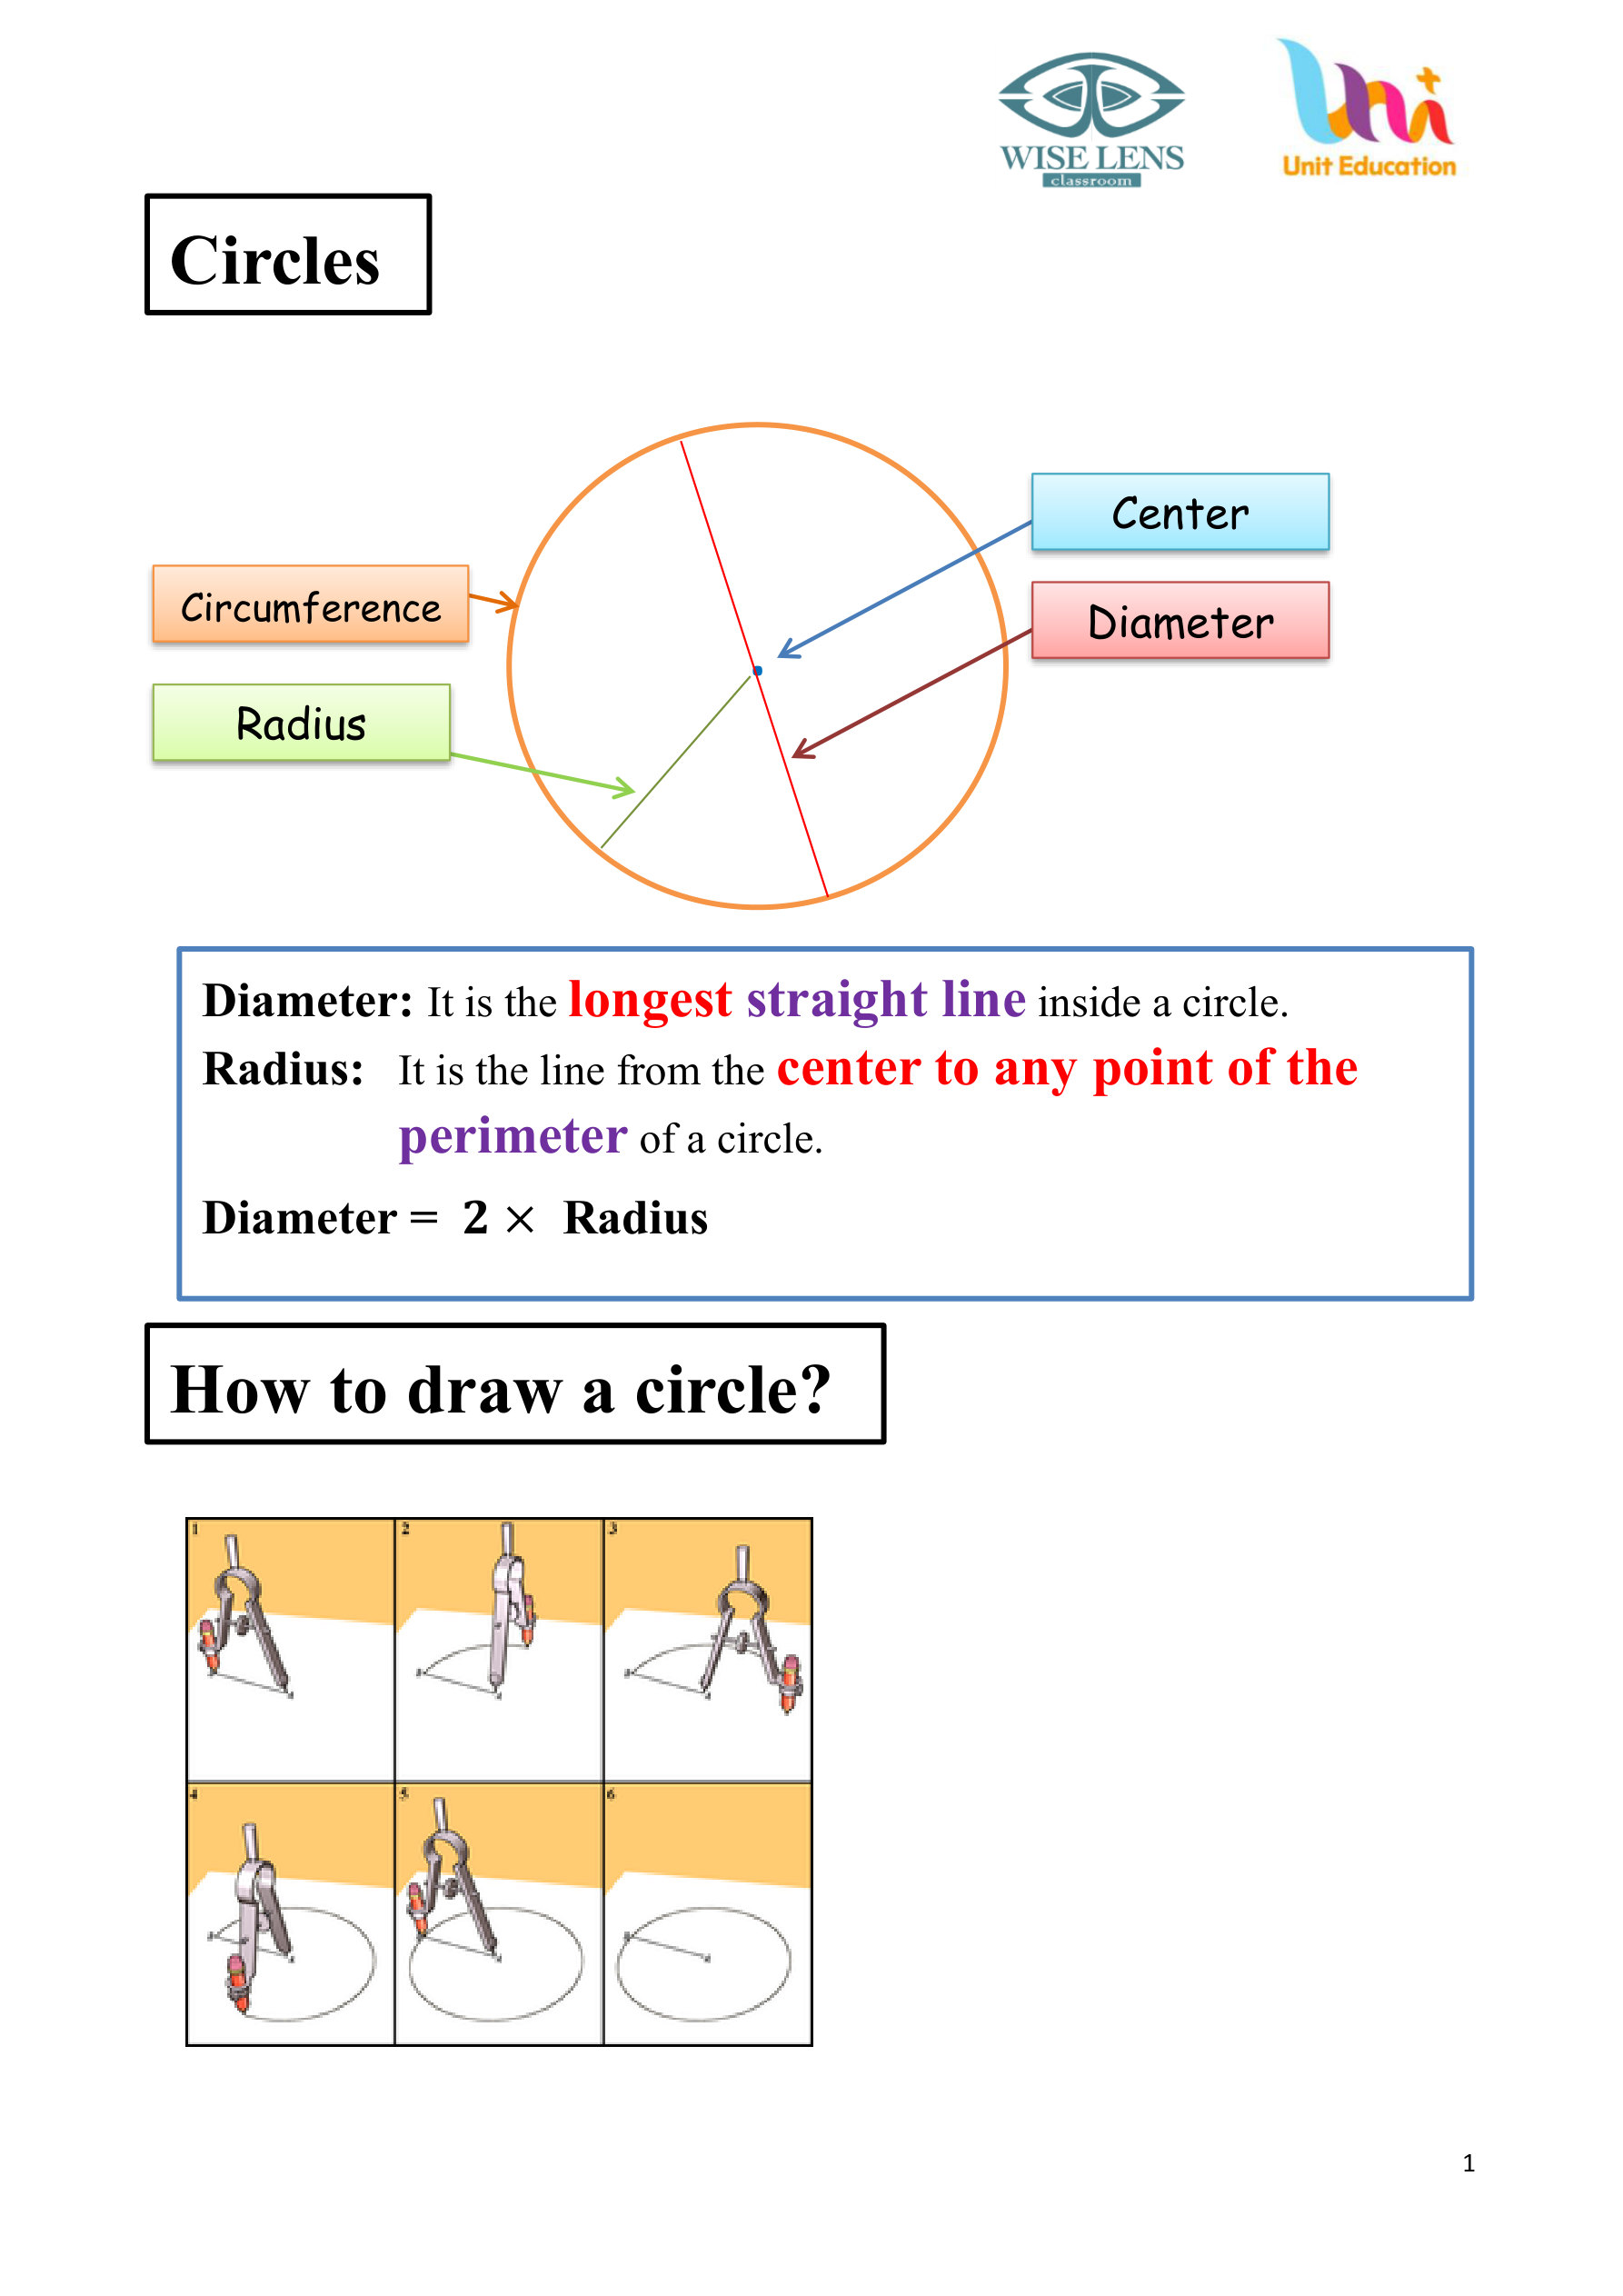 WISE LENS
classroom
Uni
Unit Education
Circles
Center
Circumference
Diameter
Radius
Diameter: It is the longest straight line inside a circle.
Radius: It is the line from the center to any point of the
perimeter of a circle.
Diameter = 2 × Radius
How to draw a circle?
1
2
3
4
5
6
1